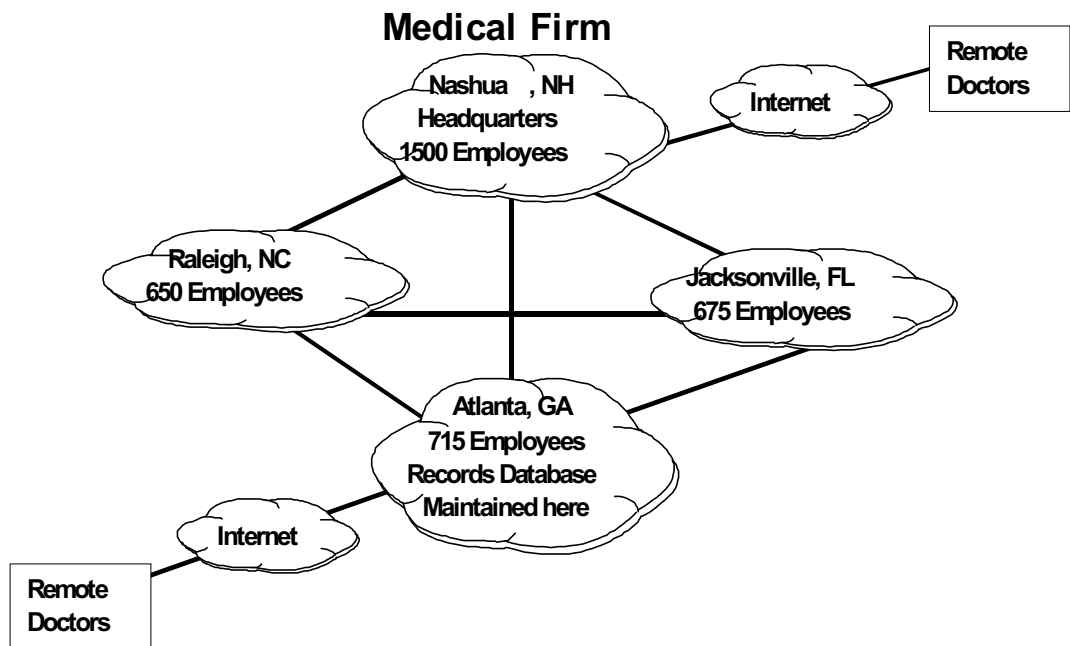 Medical Firm
Nashua , NH
Headquarters
1500 Employees
Internet
Remote
Doctors
Raleigh, NC
650 Employees
Jacksonville, FL
675 Employees
Atlanta, GA
715 Employees
Records Database
Maintained here
Internet
Remote
Doctors